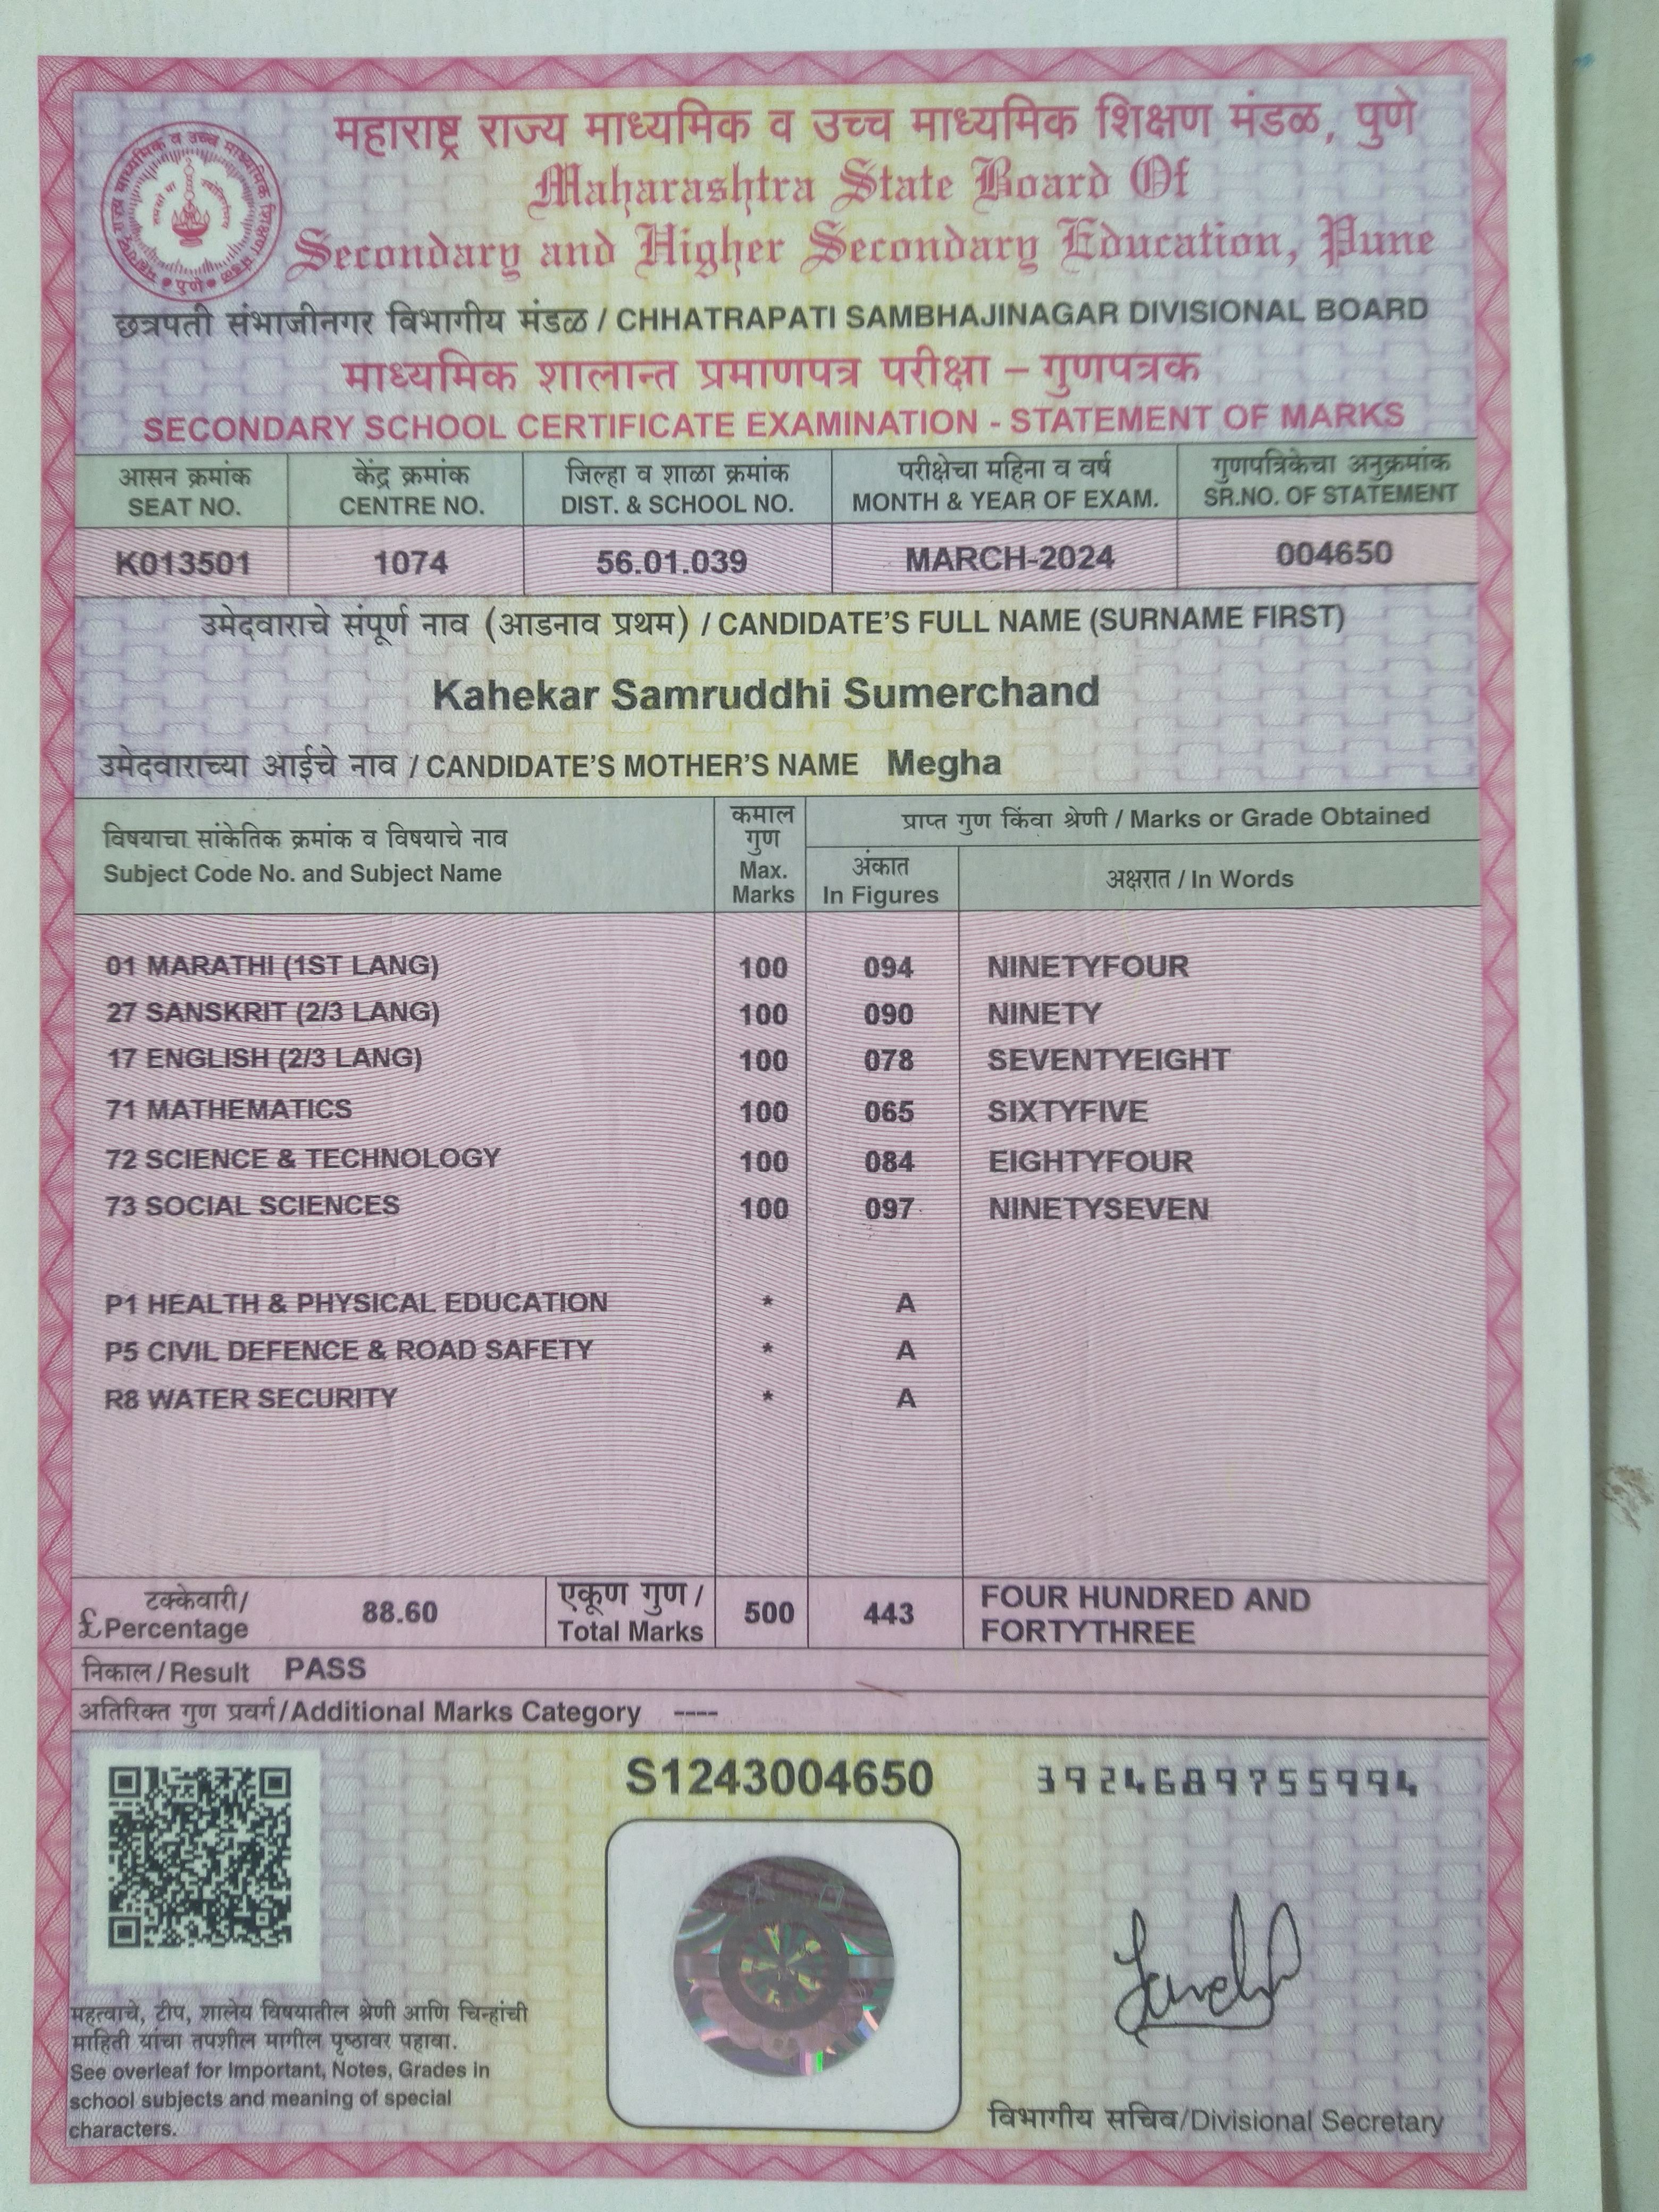 महाराष्ट्र राज्य माध्यमिक व उच्च माध्यमिक शिक्षण मंडळ, पुणे
Maharashtra State Board Of
Secondary and Higher Secondary Education, Pune
छत्रपती संभाजीनगर विभागीय मंडळ / CHHATRAPATI SAMBHAJINAGAR DIVISIONAL BOARD
माध्यमिक शालान्त प्रमाणपत्र परीक्षा – गुणपत्रक
SECONDARY SCHOOL CERTIFICATE EXAMINATION - STATEMENT OF MARKS
आसन क्रमांक केंद्र क्रमांक जिल्हा व शाळा क्रमांक परीक्षेचा महिना व वर्ष गुणपत्रिकेचा अनुक्रमांक
SEAT NO. CENTRE NO. DIST. & SCHOOL NO. MONTH & YEAR OF EXAM. SR.NO. OF STATEMENT
K013501 1074 56.01.039 MARCH-2024 004650
उमेदवाराचे संपूर्ण नाव (आडनाव प्रथम) / CANDIDATE'S FULL NAME (SURNAME FIRST)
Kahekar Samruddhi Sumerchand
उमेदवाराच्या आईचे नाव / CANDIDATE'S MOTHER'S NAME Megha
विषयाचा सांकेतिक क्रमांक व विषयाचे नाव
Subject Code No. and Subject Name
कमाल
गुण
Max.
Marks
प्राप्त गुण किंवा श्रेणी / Marks or Grade Obtained
अंकात
In Figures
अक्षरात / In Words
01 MARATHI (1ST LANG) 100 094 NINETYFOUR
27 SANSKRIT (2/3 LANG) 100 090 NINETY
17 ENGLISH (2/3 LANG) 100 078 SEVENTYEIGHT
71 MATHEMATICS 100 065 SIXTYFIVE
72 SCIENCE & TECHNOLOGY 100 084 EIGHTYFOUR
73 SOCIAL SCIENCES 100 097 NINETYSEVEN
P1 HEALTH & PHYSICAL EDUCATION * A
P5 CIVIL DEFENCE & ROAD SAFETY * A
R8 WATER SECURITY * A
टक्केवारी/
£ Percentage
88.60
एकूण गुण /
Total Marks
500 443
FOUR HUNDRED AND
FORTYTHREE
निकाल/Result PASS
अतिरिक्त गुण प्रवर्ग/Additional Marks Category ----
S1243004650 3924689755994
महत्वाचे, टीप, शालेय विषयातील श्रेणी आणि चिन्हांची
माहिती यांचा तपशील मागील पृष्ठावर पहावा.
See overleaf for Important, Notes, Grades in
school subjects and meaning of special
characters.
विभागीय सचिव/Divisional Secretary